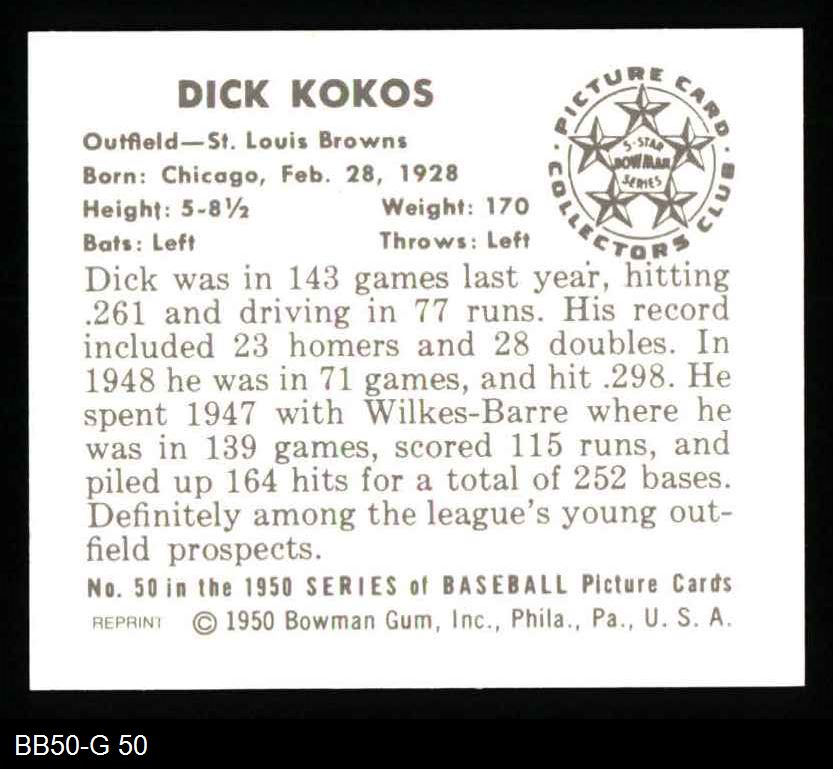 DICK KOKOS
Outfield—St. Louis Browns
Born: Chicago, Feb. 28, 1928
Height: 5-8½ Weight: 170
Bats: Left Throws: Left
PICTURE CARD
COLLECTORS CLUB
5-STAR
BOWMAN
SERIES
Dick was in 143 games last year, hitting
.261 and driving in 77 runs. His record
included 23 homers and 28 doubles. In
1948 he was in 71 games, and hit .298. He
spent 1947 with Wilkes-Barre where he
was in 139 games, scored 115 runs, and
piled up 164 hits for a total of 252 bases.
Definitely among the league's young out-
field prospects.
No. 50 in the 1950 SERIES of BASEBALL Picture Cards
REPRINT © 1950 Bowman Gum, Inc., Phila., Pa., U. S. A.
BB50-G 50